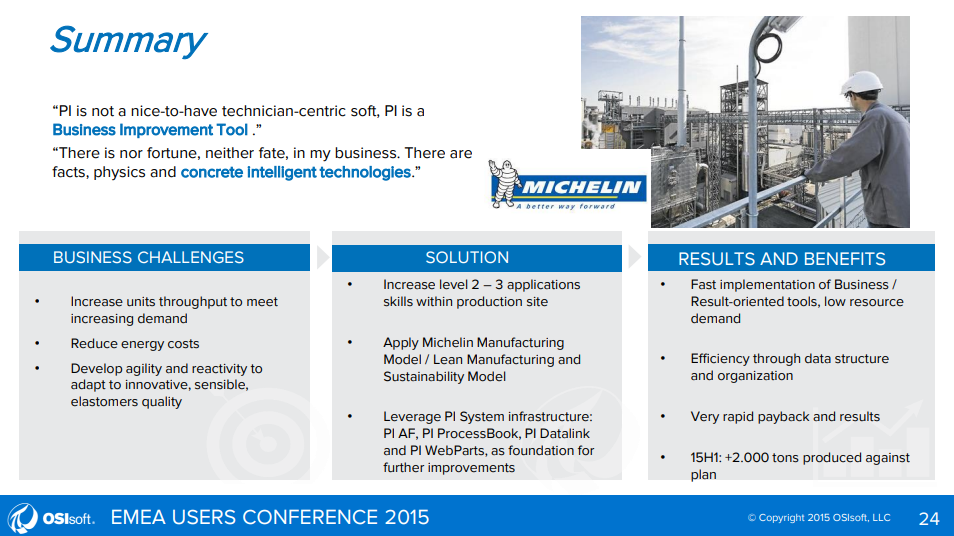 Summary
“PI is not a nice-to-have technician-centric soft, PI is a
Business Improvement Tool .”
“There is nor fortune, neither fate, in my business. There are
facts, physics and concrete intelligent technologies.”
MICHELIN
A better way forward
BUSINESS CHALLENGES
• Increase units throughput to meet
increasing demand
• Reduce energy costs
• Develop agility and reactivity to
adapt to innovative, sensible,
elastomers quality
SOLUTION
• Increase level 2 – 3 applications
skills within production site
• Apply Michelin Manufacturing
Model / Lean Manufacturing and
Sustainability Model
• Leverage PI System infrastructure:
PI AF, PI ProcessBook, PI Datalink
and PI WebParts, as foundation for
further improvements
RESULTS AND BENEFITS
• Fast implementation of Business /
Result-oriented tools, low resource
demand
• Efficiency through data structure
and organization
• Very rapid payback and results
• 15H1: +2.000 tons produced against
plan
OSIsoft.
EMEA USERS CONFERENCE 2015
© Copyright 2015 OSIsoft, LLC
24